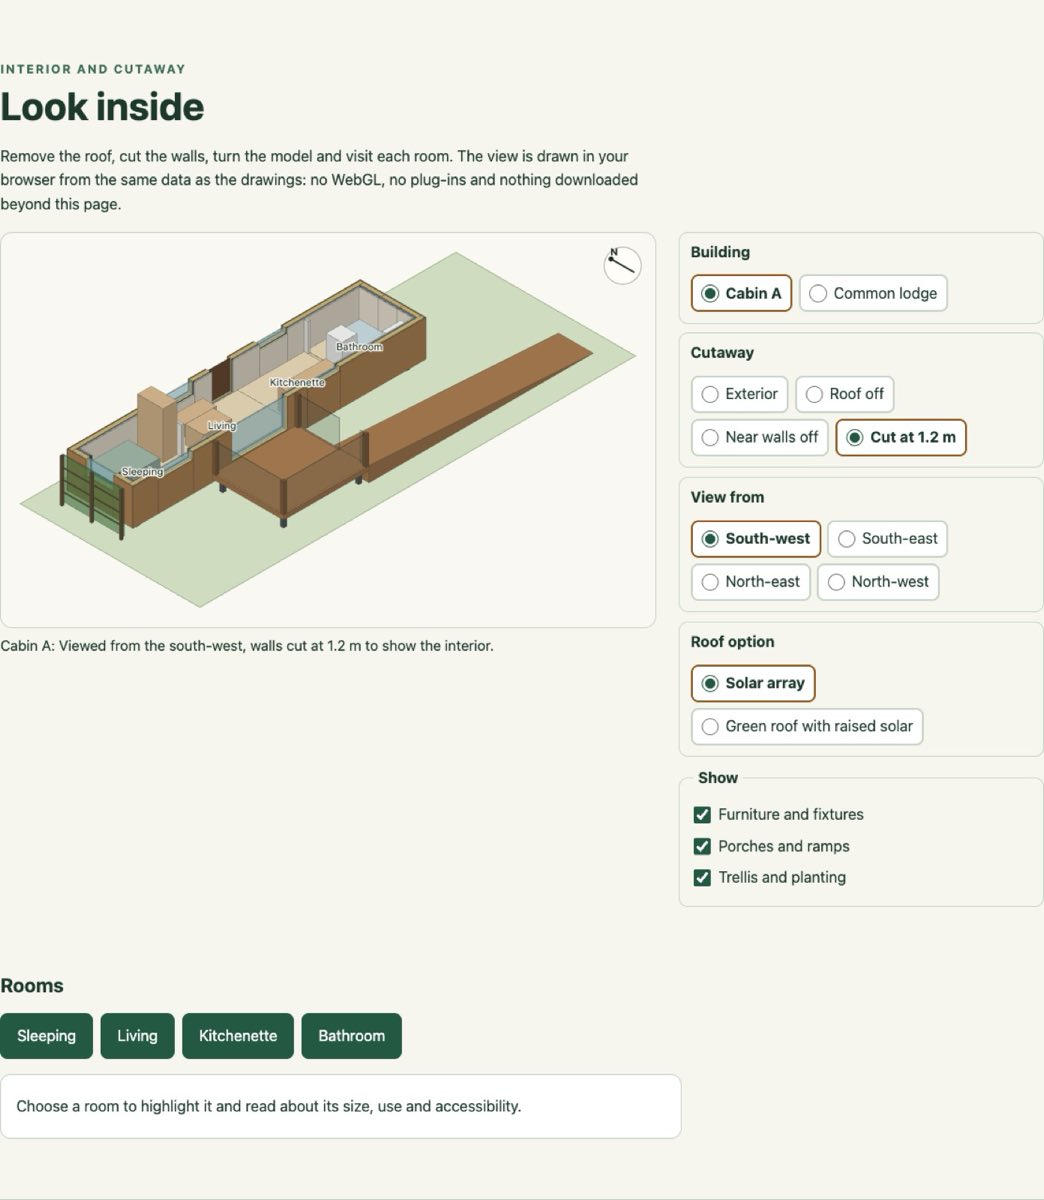 INTERIOR AND CUTAWAY
Look inside
Remove the roof, cut the walls, turn the model and visit each room. The view is drawn in your
browser from the same data as the drawings: no WebGL, no plug-ins and nothing downloaded
beyond this page.
N
Bathroom
Kitchenette
Living
Sleeping
Cabin A: Viewed from the south-west, walls cut at 1.2 m to show the interior.
Building
Cabin A
Common lodge
Cutaway
Exterior
Roof off
Near walls off
Cut at 1.2 m
View from
South-west
South-east
North-east
North-west
Roof option
Solar array
Green roof with raised solar
Show
Furniture and fixtures
Porches and ramps
Trellis and planting
Rooms
Sleeping
Living
Kitchenette
Bathroom
Choose a room to highlight it and read about its size, use and accessibility.